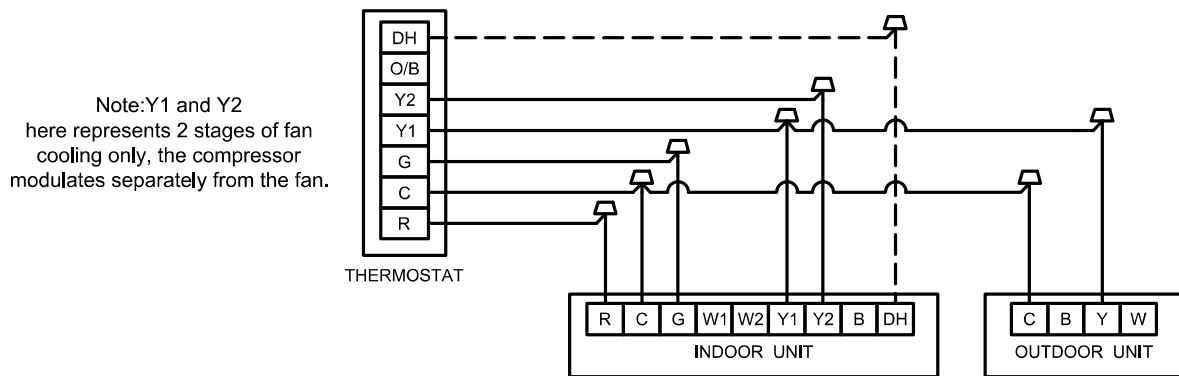 Note:Y1 and Y2
here represents 2 stages of fan
cooling only, the compressor
modulates separately from the fan.
DH
O/B
Y2
Y1
G
C
R
THERMOSTAT
R C G W1 W2 Y1 Y2 B DH
INDOOR UNIT
C B Y W
OUTDOOR UNIT